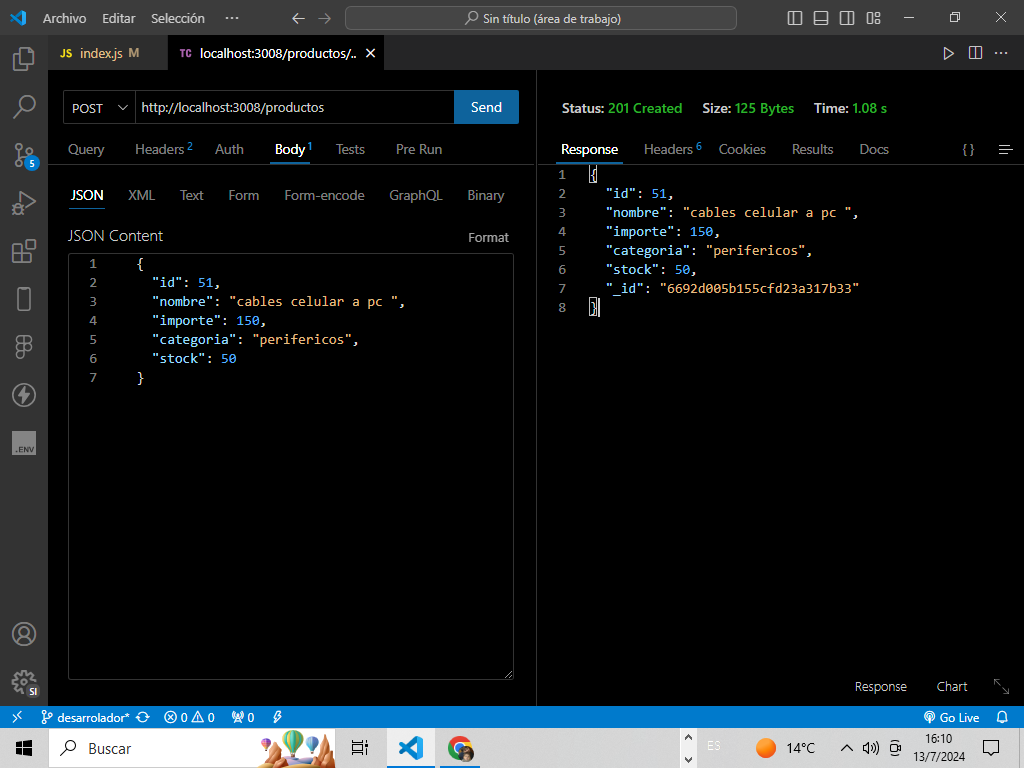 Archivo Editar Selección ··· Sin título (área de trabajo)
JS index.js M TC localhost:3008/productos/..
POST http://localhost:3008/productos Send
Status: 201 Created Size: 125 Bytes Time: 1.08 s
Query Headers 2 Auth Body 1 Tests Pre Run
Response Headers 6 Cookies Results Docs { }
JSON XML Text Form Form-encode GraphQL Binary
JSON Content Format
1 {
2 "id": 51,
3 "nombre": "cables celular a pc ",
4 "importe": 150,
5 "categoria": "perifericos",
6 "stock": 50
7 }
1 {
2 "id": 51,
3 "nombre": "cables celular a pc ",
4 "importe": 150,
5 "categoria": "perifericos",
6 "stock": 50,
7 "_id": "6692d005b155cfd23a317b33"
8 }
5
.ENV
SI
Response Chart
desarrolador* 0 0 0 Go Live
Buscar ES 14°C 16:10
13/7/2024